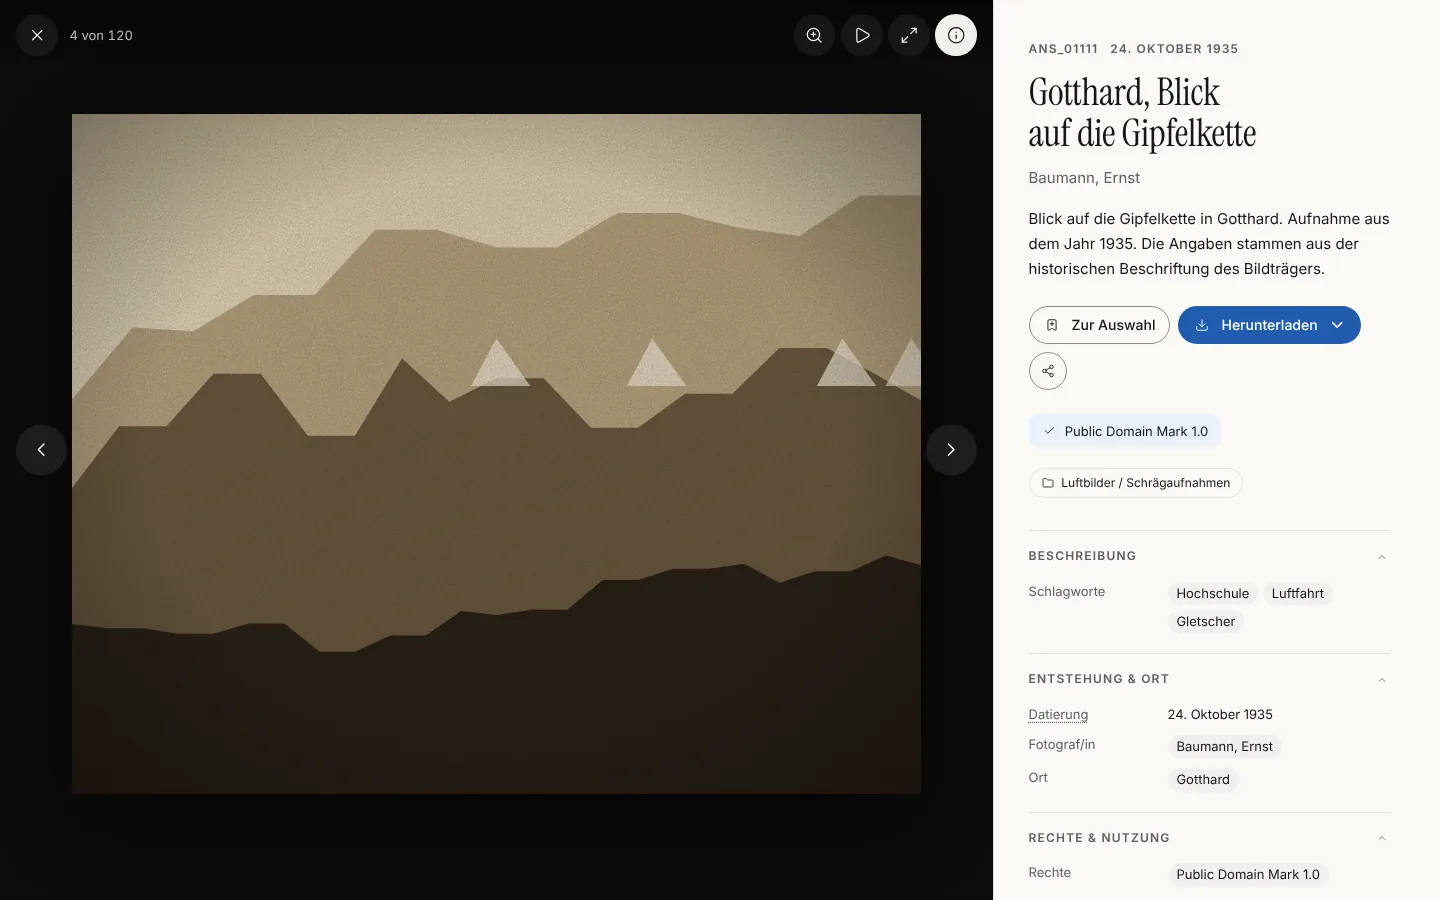 4 von 120
ANS_01111 24. OKTOBER 1935
Gotthard, Blick
auf die Gipfelkette
Baumann, Ernst
Blick auf die Gipfelkette in Gotthard. Aufnahme aus
dem Jahr 1935. Die Angaben stammen aus der
historischen Beschriftung des Bildträgers.
Zur Auswahl
Herunterladen
Public Domain Mark 1.0
Luftbilder / Schrägaufnahmen
BESCHREIBUNG
Schlagworte
Hochschule
Luftfahrt
Gletscher
ENTSTEHUNG & ORT
Datierung
24. Oktober 1935
Fotograf/in
Baumann, Ernst
Ort
Gotthard
RECHTE & NUTZUNG
Rechte
Public Domain Mark 1.0